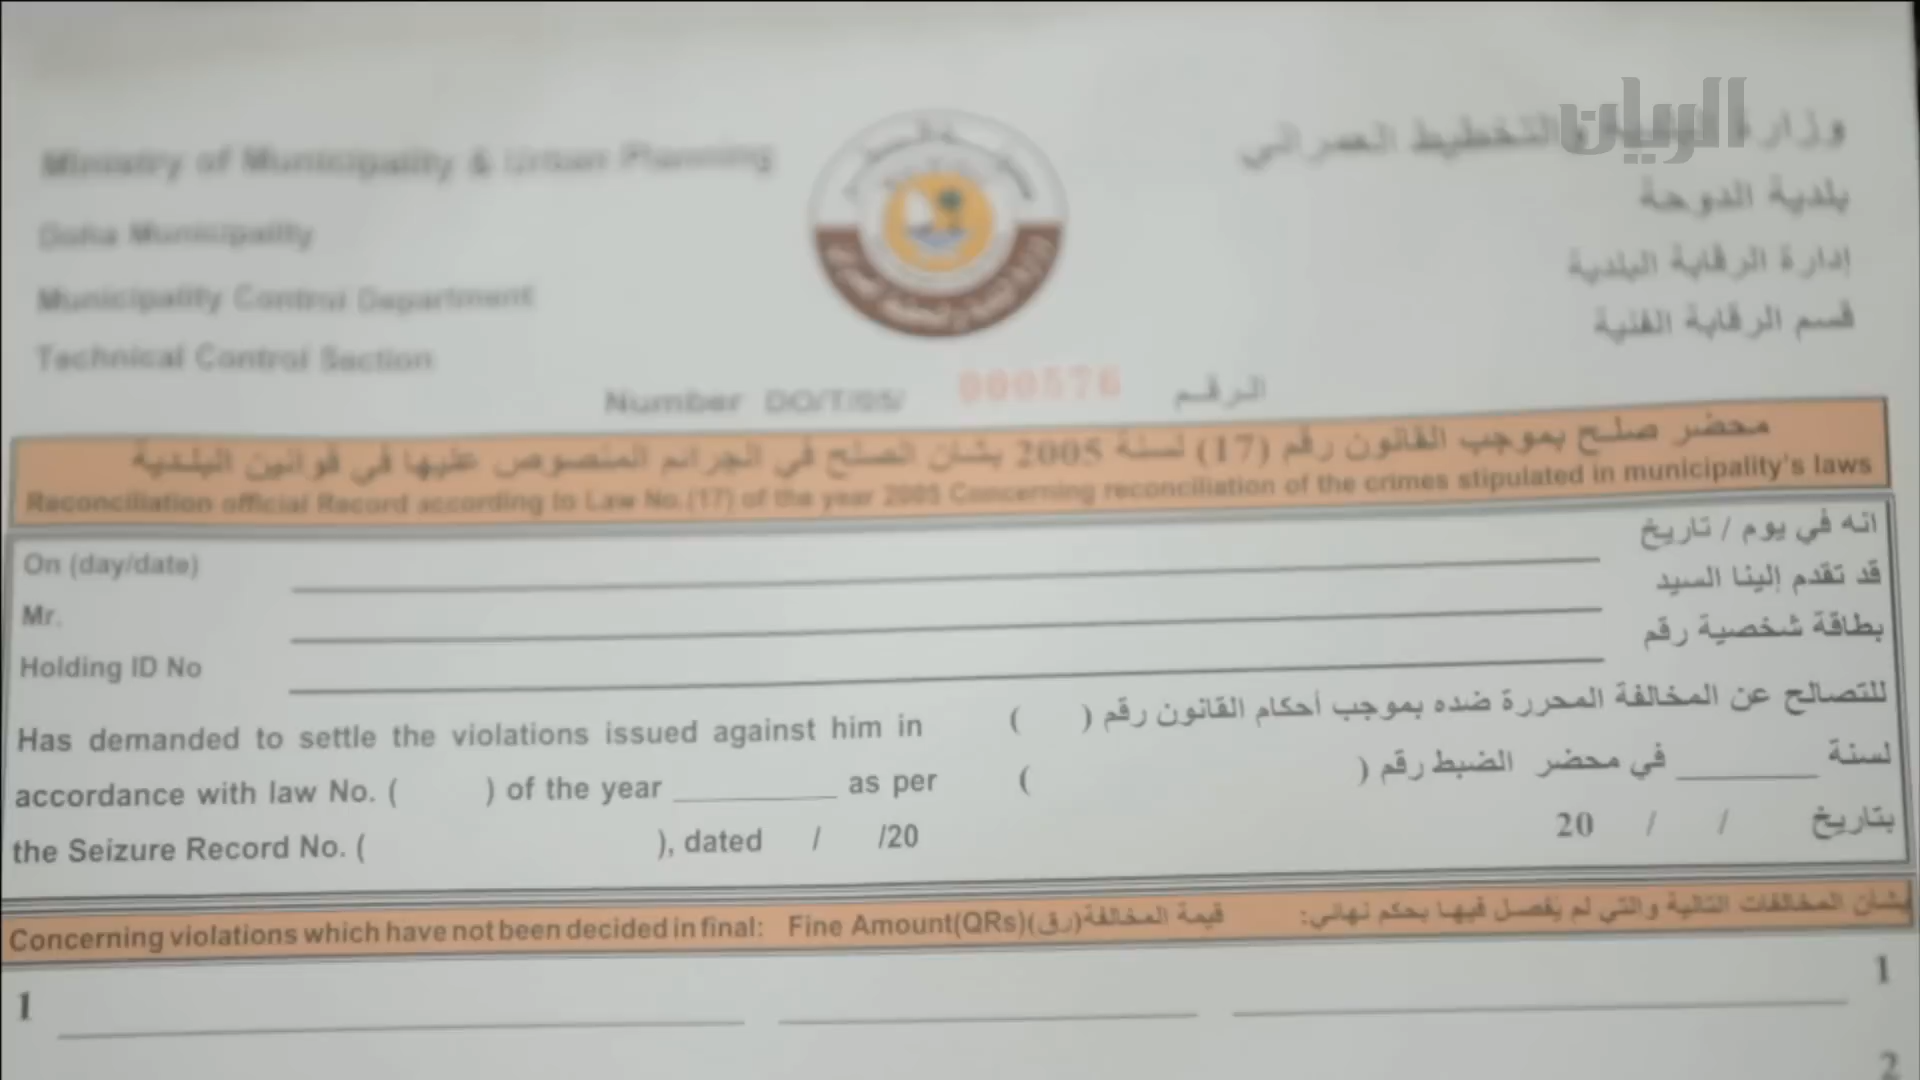 الريان
Ministry of Municipality & Urban Planning
وزارة البلدية والتخطيط العمراني
Doha Municipality
بلدية الدوحة
Municipality Control Department
إدارة الرقابة البلدية
Technical Control Section
قسم الرقابة الفنية
Number DO/T/05/ 000576 الرقم
محضر صلح بموجب القانون رقم (17) لسنة 2005 بشان الصلح في الجرائم المنصوص عليها في قوانين البلدية
Reconciliation official Record according to Law No.(17) of the year 2005 Concerning reconciliation of the crimes stipulated in municipality's laws
On (day/date) انه في يوم / تاريخ
Mr. قد تقدم إلينا السيد
Holding ID No بطاقة شخصية رقم
Has demanded to settle the violations issued against him in
accordance with law No. ( ) of the year ________ as per
the Seizure Record No. ( ), dated / /20
للتصالح عن المخالفة المحررة ضده بموجب أحكام القانون رقم ( )
لسنة ________ في محضر الضبط رقم ( )
بتاريخ / / 20
Concerning violations which have not been decided in final: Fine Amount(QRs)قيمة المخالفة(رق) بشأن المخالفات التالية والتي لم يُفصل فيها بحكم نهائي:
1 1
2